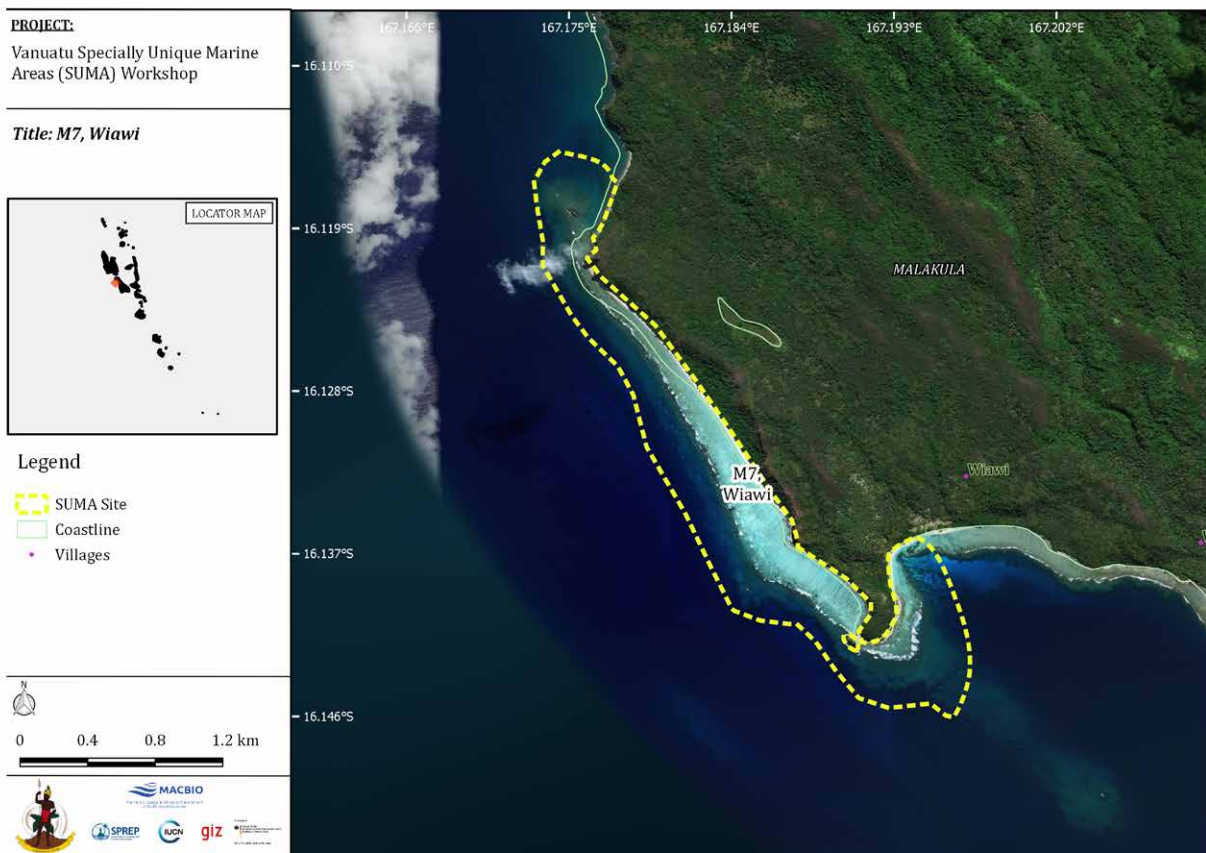 PROJECT:
Vanuatu Specially Unique Marine
Areas (SUMA) Workshop
Title: M7, Wiawi
LOCATOR MAP
Legend
SUMA Site
Coastline
Villages
N
0 0.4 0.8 1.2 km
MACBIO
SPREP
IUCN
giz
167.166°E 167.175°E 167.184°E 167.193°E 167.202°E
16.110°S
16.119°S
MALAKULA
16.128°S
Wiawi
M7,
Wiawi
16.137°S
16.146°S